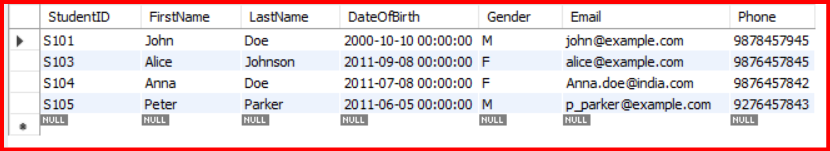 StudentID FirstName LastName DateOfBirth Gender Email Phone
S101 John Doe 2000-10-10 00:00:00 M john@example.com 9878457945
S103 Alice Johnson 2011-09-08 00:00:00 F alice@example.com 9876457845
S104 Anna Doe 2011-07-08 00:00:00 F Anna.doe@india.com 9876457842
S105 Peter Parker 2011-06-05 00:00:00 M p_parker@example.com 9276457843
NULL NULL NULL NULL NULL NULL NULL